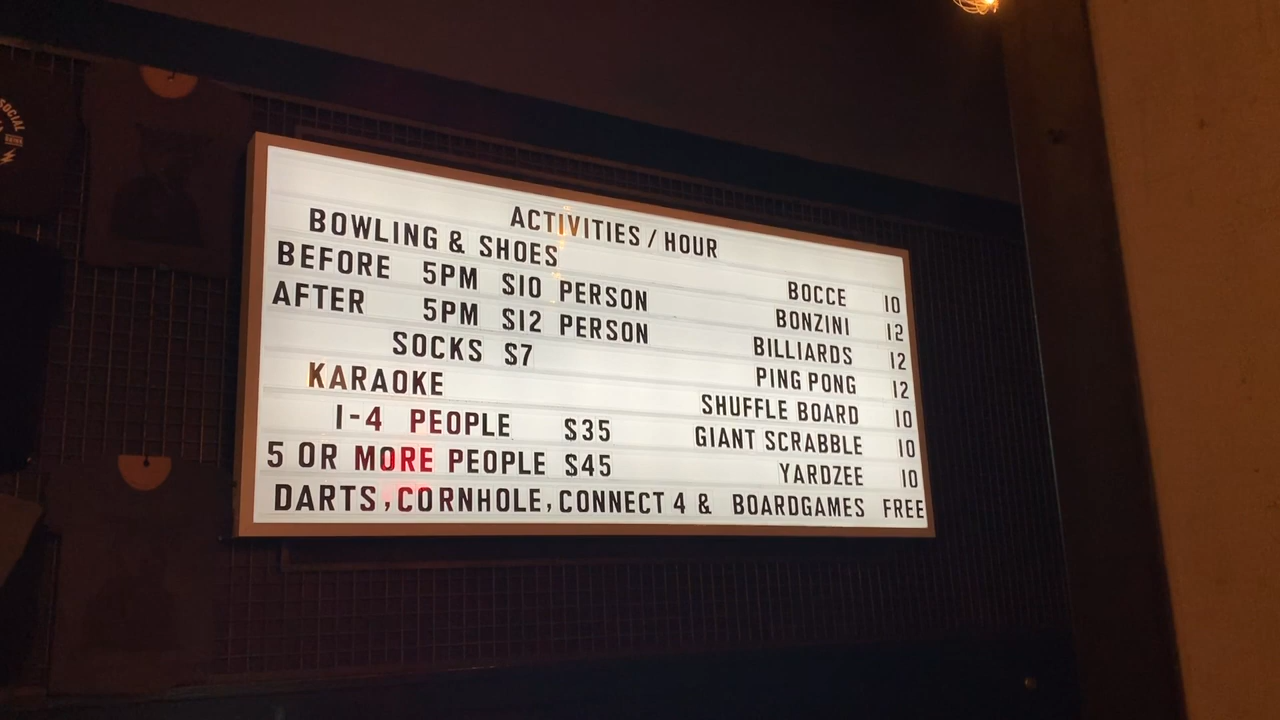 SOCIAL
ACTIVITIES / HOUR
BOWLING & SHOES
BEFORE 5PM $10 PERSON
AFTER 5PM $12 PERSON
SOCKS $7
KARAOKE
1-4 PEOPLE $35
5 OR MORE PEOPLE $45
BOCCE 10
BONZINI 12
BILLIARDS 12
PING PONG 12
SHUFFLE BOARD 10
GIANT SCRABBLE 10
YARDZEE 10
DARTS, CORNHOLE, CONNECT 4 & BOARDGAMES FREE